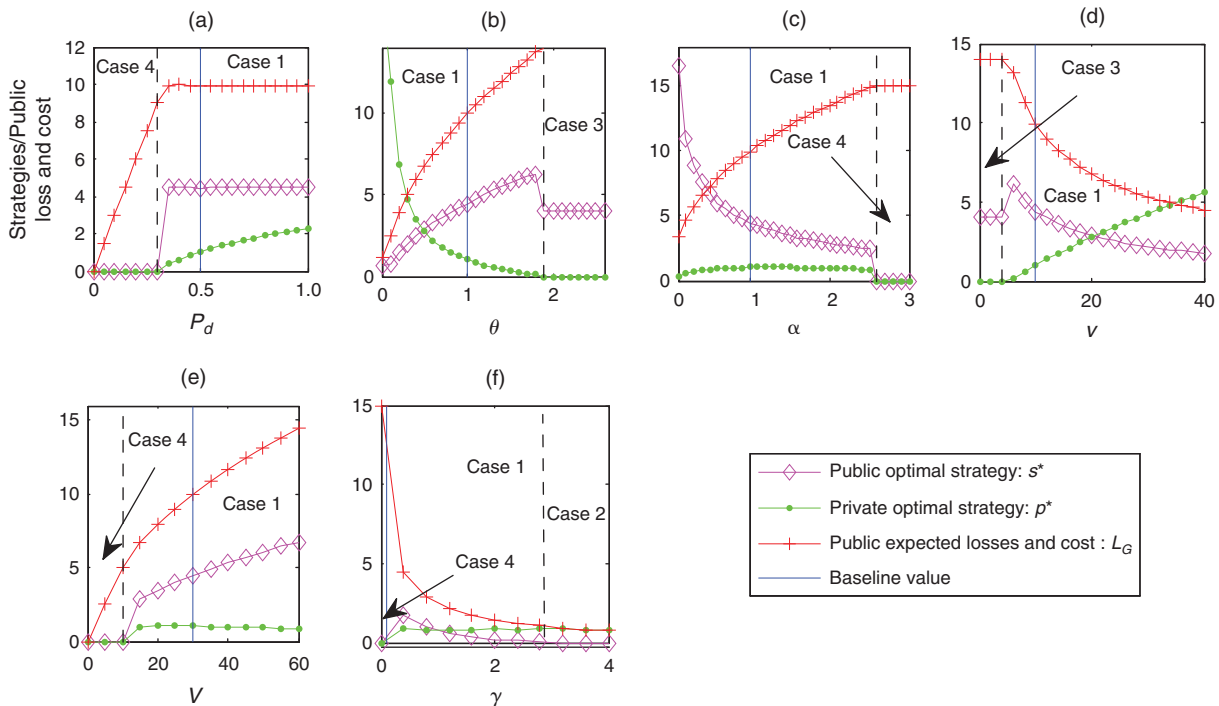 (a)
(b)
(c)
(d)
Strategies/Public
loss and cost
12
10
8
6
4
2
0
Case 4
Case 1
0
0.5
1.0
P_d
10
5
0
Case 1
Case 3
0
1
2
θ
15
10
5
0
Case 1
Case 4
0
1
2
3
α
15
10
5
0
Case 3
Case 1
0
20
40
v
(e)
(f)
15
10
5
0
Case 4
Case 1
0
20
40
60
V
15
10
5
0
Case 1
Case 2
Case 4
0
2
4
γ
Public optimal strategy: s*
Private optimal strategy: p*
Public expected losses and cost : L_G
Baseline value